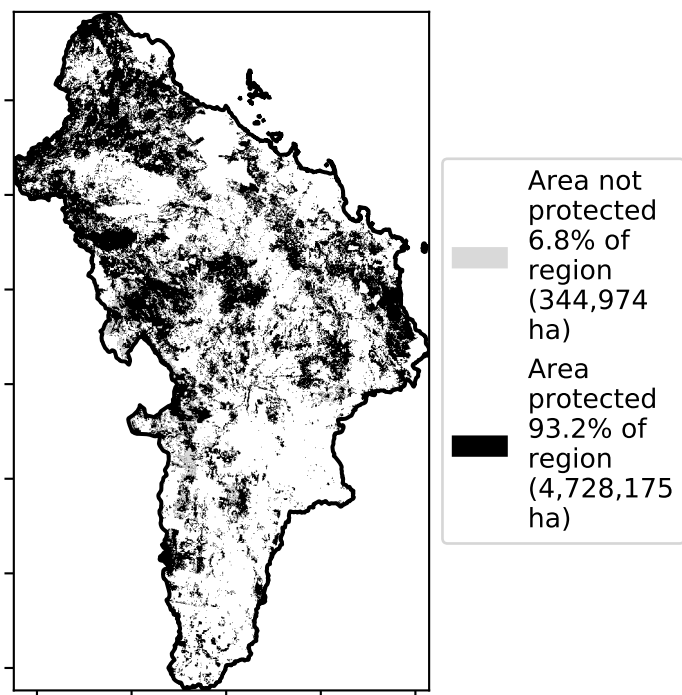 Area not
protected
6.8% of
region
(344,974
ha)
Area
protected
93.2% of
region
(4,728,175
ha)